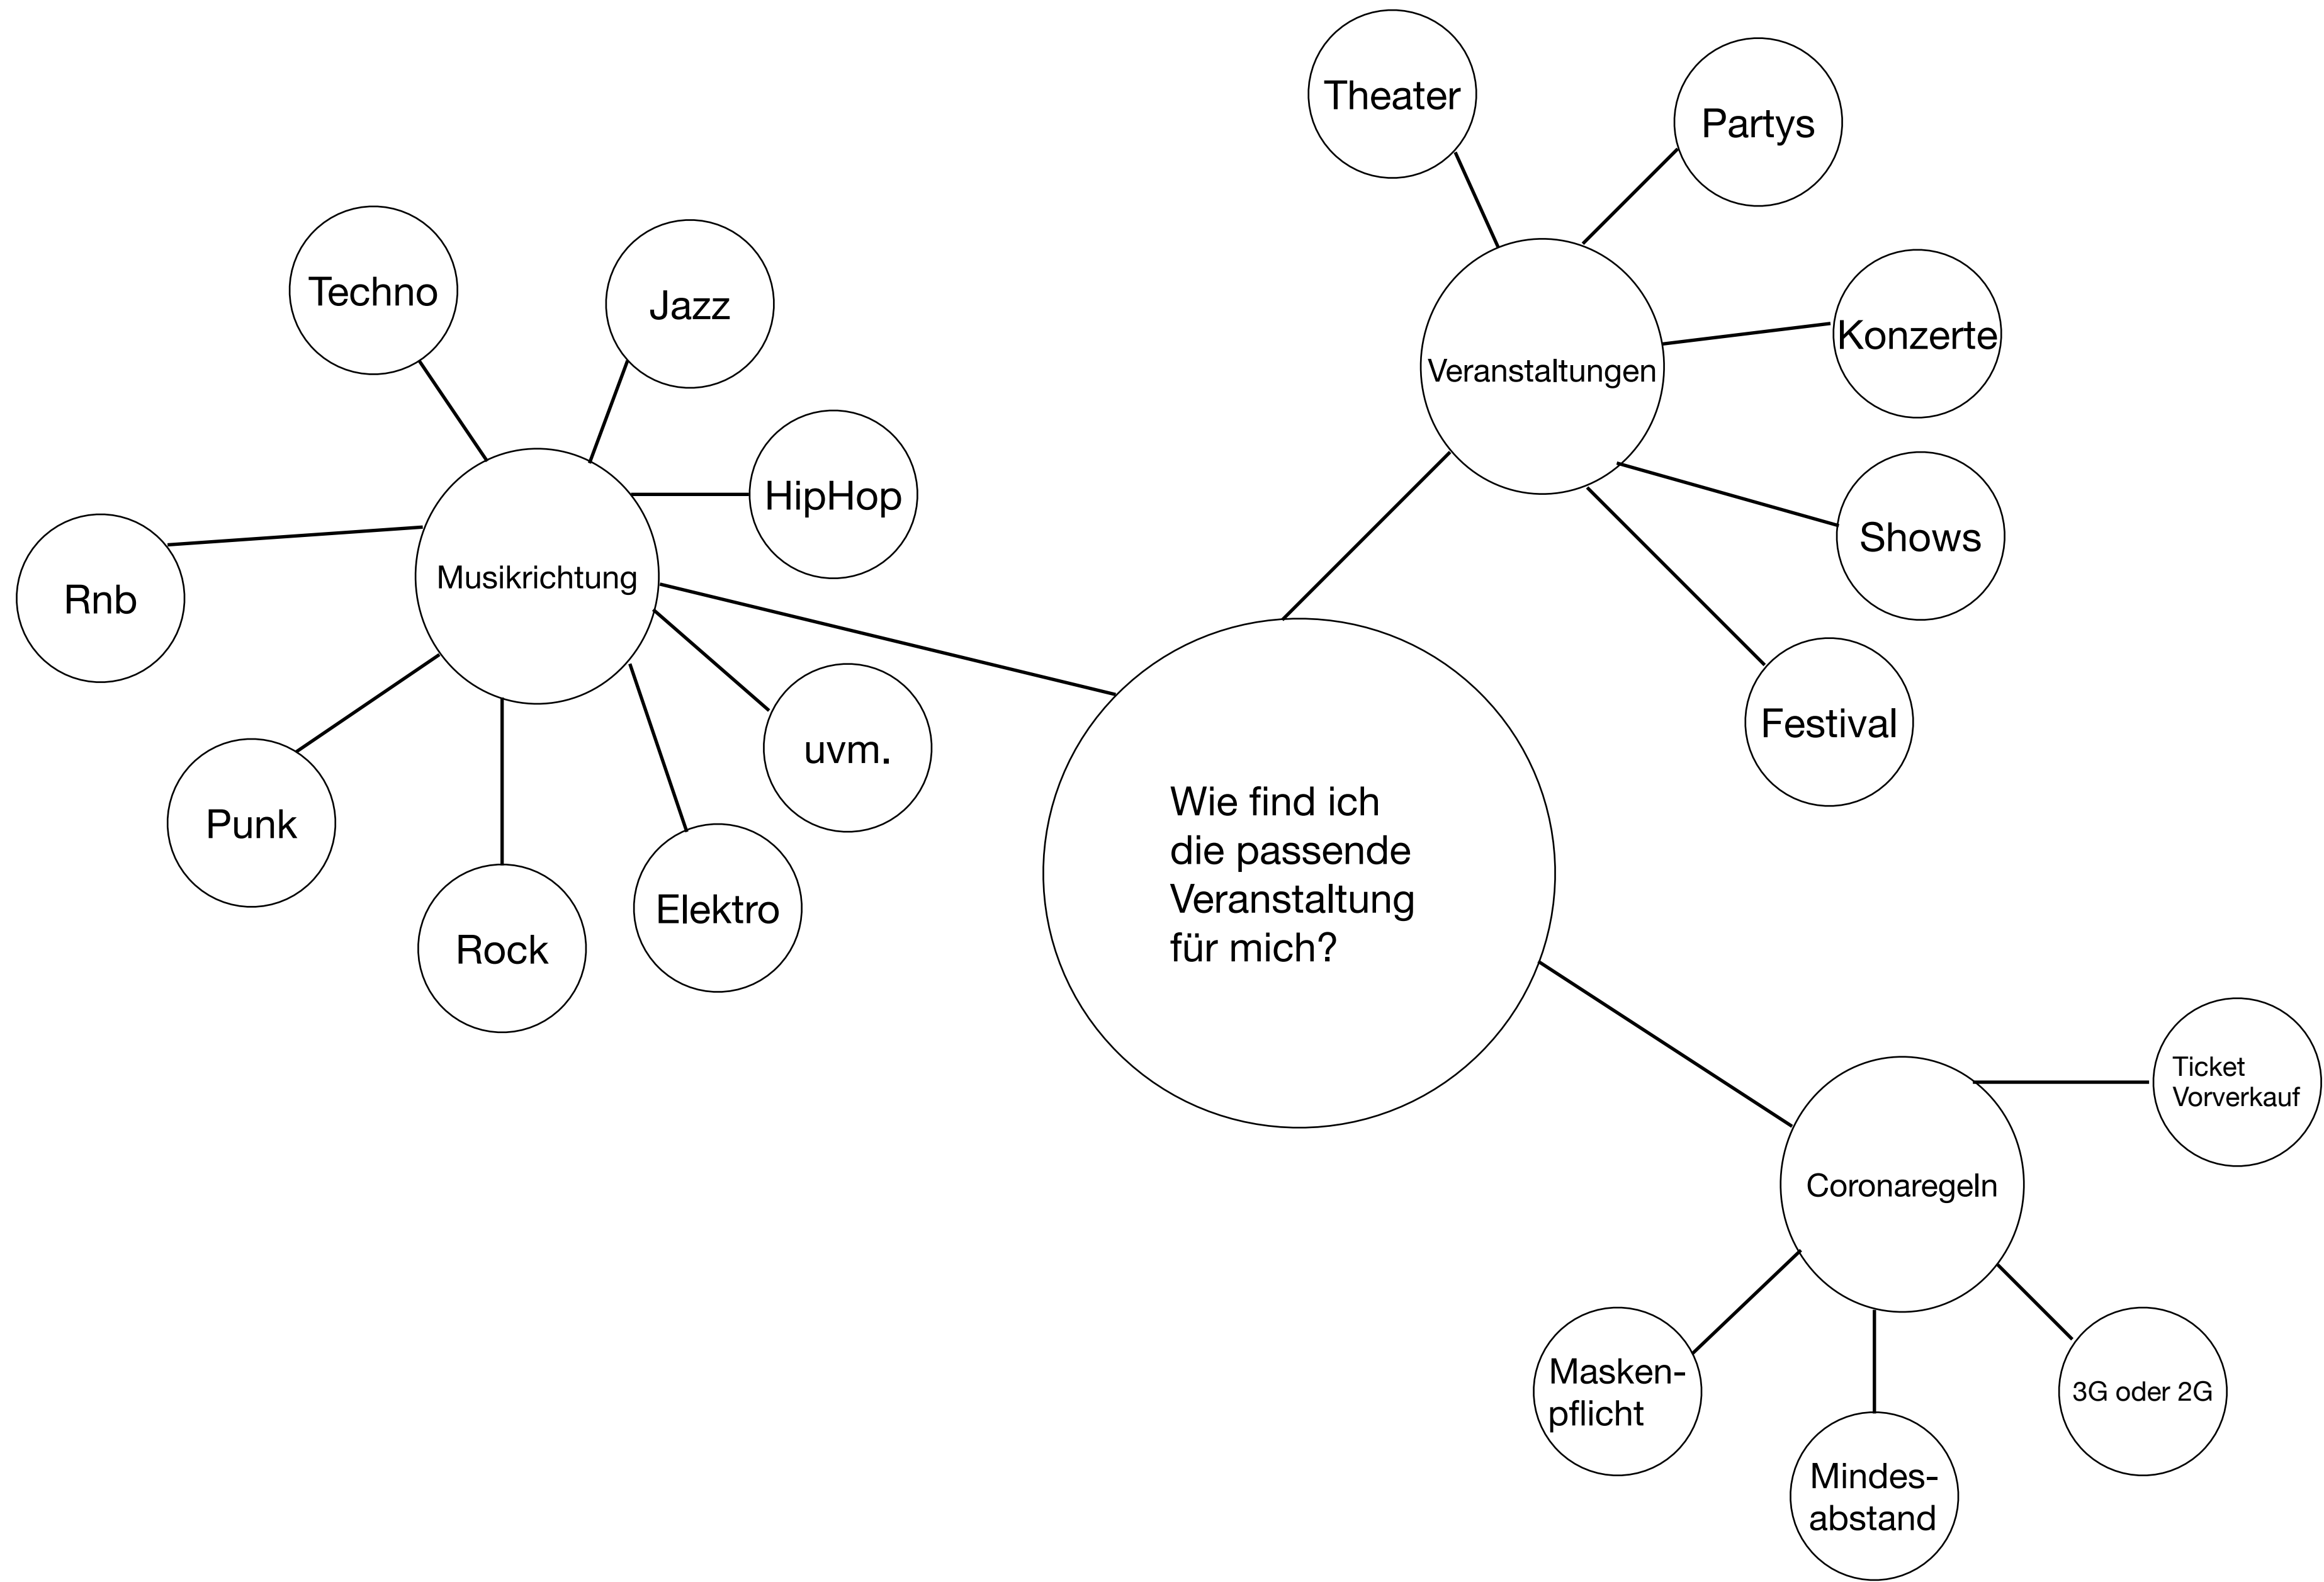 Theater
Partys
Techno
Jazz
Konzerte
Veranstaltungen
HipHop
Shows
Musikrichtung
Rnb
Festival
uvm.
Punk
Wie find ich
die passende
Veranstaltung
für mich?
Elektro
Rock
Ticket
Vorverkauf
Coronaregeln
Masken-
pflicht
3G oder 2G
Mindes-
abstand